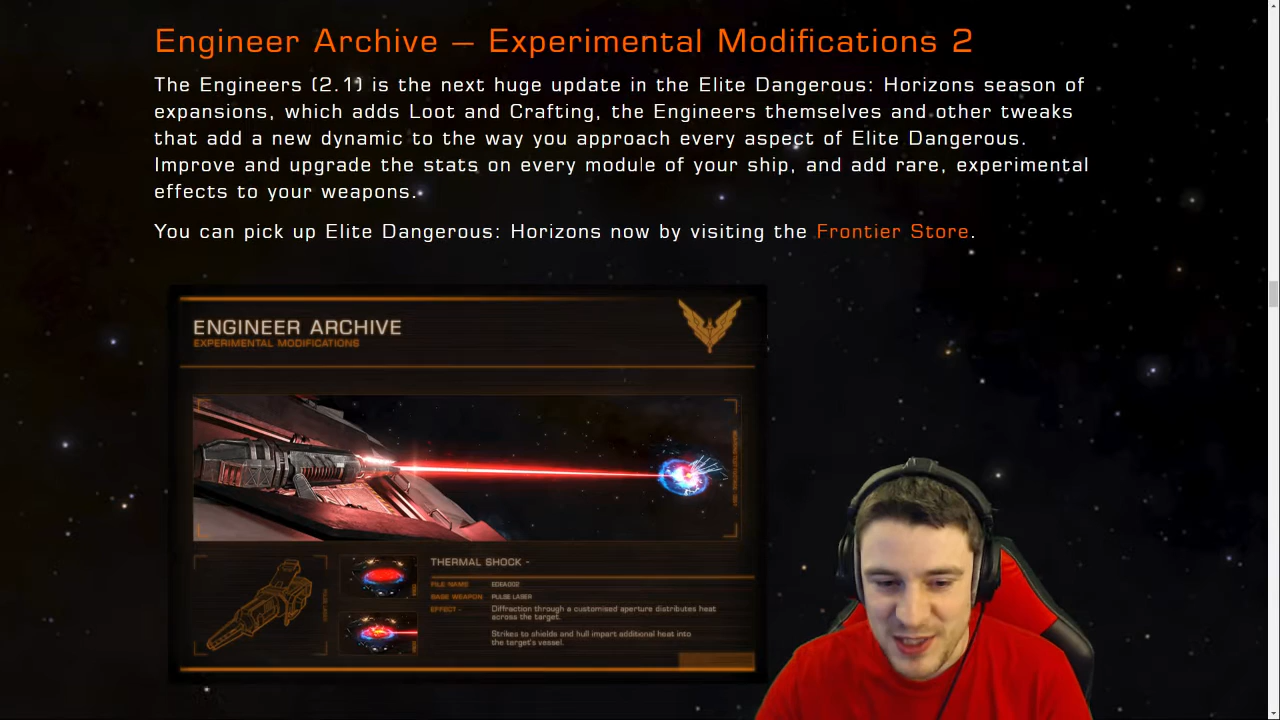 Engineer Archive – Experimental Modifications 2
The Engineers (2.1) is the next huge update in the Elite Dangerous: Horizons season of
expansions, which adds Loot and Crafting, the Engineers themselves and other tweaks
that add a new dynamic to the way you approach every aspect of Elite Dangerous.
Improve and upgrade the stats on every module of your ship, and add rare, experimental
effects to your weapons.
You can pick up Elite Dangerous: Horizons now by visiting the Frontier Store.
ENGINEER ARCHIVE
EXPERIMENTAL MODIFICATIONS
THERMAL SHOCK -
FILE NAME EDEA002
BASE WEAPON PULSE LASER
EFFECT - Diffraction through a customised aperture distributes heat
across the target.
Strikes to shields and hull impart additional heat into
the target's vessel.